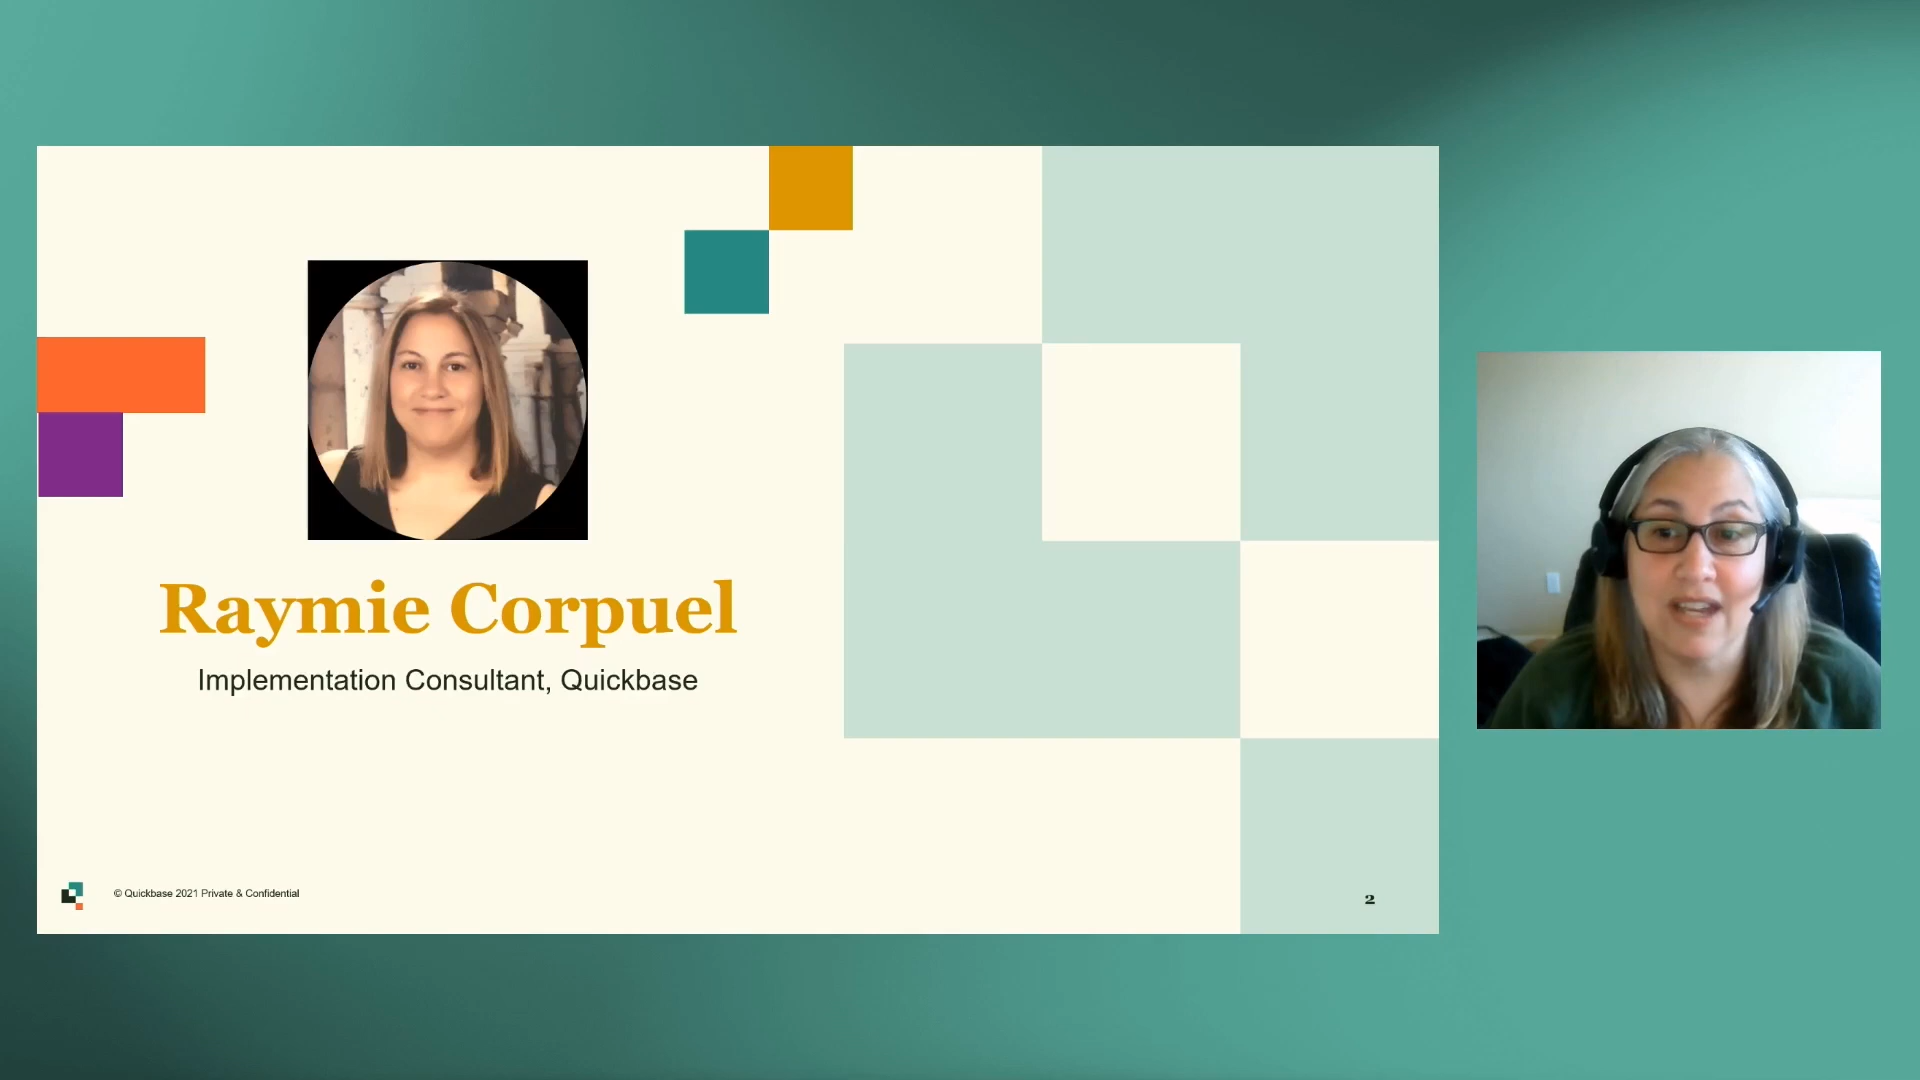 Raymie Corpuel
Implementation Consultant, Quickbase
© Quickbase 2021 Private & Confidential
2